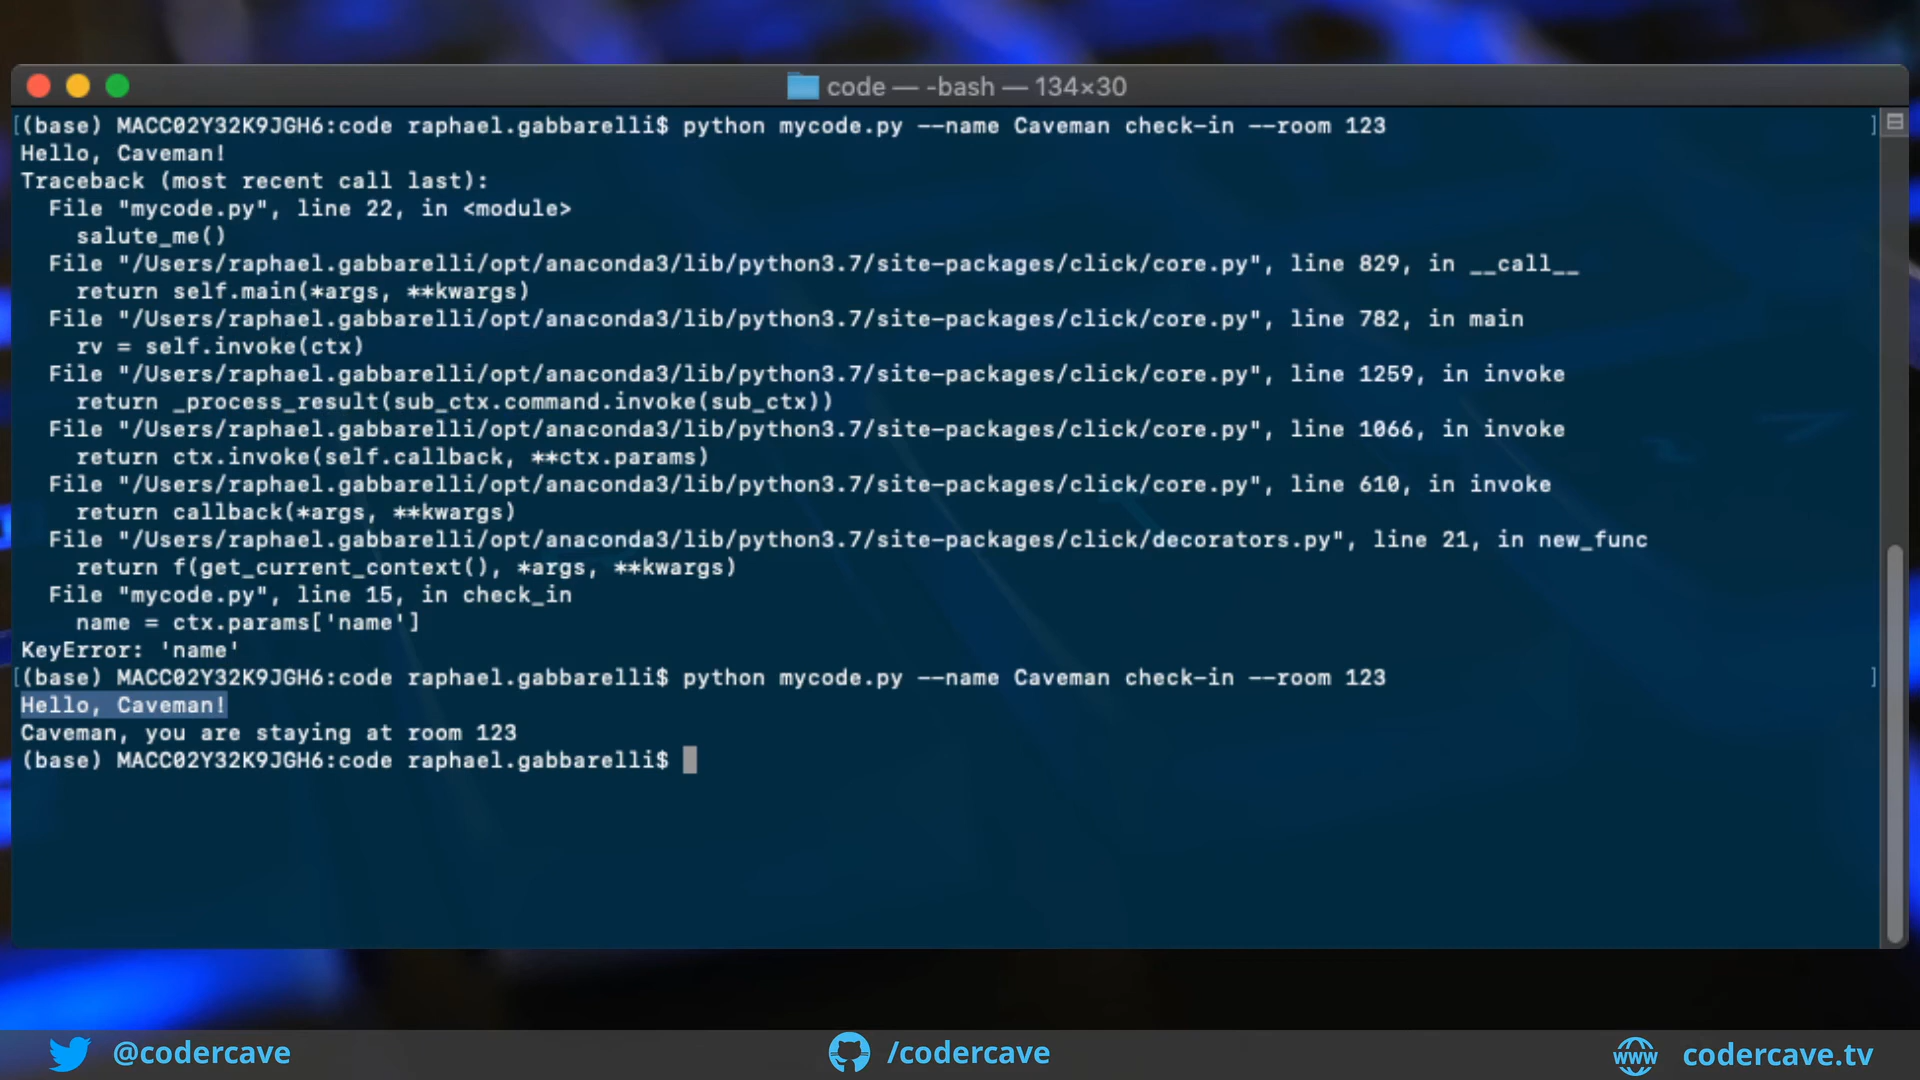 code — -bash — 134×30
(base) MACC02Y32K9JGH6:code raphael.gabbarelli$ python mycode.py --name Caveman check-in --room 123
Hello, Caveman!
Traceback (most recent call last):
  File "mycode.py", line 22, in <module>
    salute_me()
  File "/Users/raphael.gabbarelli/opt/anaconda3/lib/python3.7/site-packages/click/core.py", line 829, in __call__
    return self.main(*args, **kwargs)
  File "/Users/raphael.gabbarelli/opt/anaconda3/lib/python3.7/site-packages/click/core.py", line 782, in main
    rv = self.invoke(ctx)
  File "/Users/raphael.gabbarelli/opt/anaconda3/lib/python3.7/site-packages/click/core.py", line 1259, in invoke
    return _process_result(sub_ctx.command.invoke(sub_ctx))
  File "/Users/raphael.gabbarelli/opt/anaconda3/lib/python3.7/site-packages/click/core.py", line 1066, in invoke
    return ctx.invoke(self.callback, **ctx.params)
  File "/Users/raphael.gabbarelli/opt/anaconda3/lib/python3.7/site-packages/click/core.py", line 610, in invoke
    return callback(*args, **kwargs)
  File "/Users/raphael.gabbarelli/opt/anaconda3/lib/python3.7/site-packages/click/decorators.py", line 21, in new_func
    return f(get_current_context(), *args, **kwargs)
  File "mycode.py", line 15, in check_in
    name = ctx.params['name']
KeyError: 'name'
(base) MACC02Y32K9JGH6:code raphael.gabbarelli$ python mycode.py --name Caveman check-in --room 123
Hello, Caveman!
Caveman, you are staying at room 123
(base) MACC02Y32K9JGH6:code raphael.gabbarelli$
@codercave
/codercave
www codercave.tv